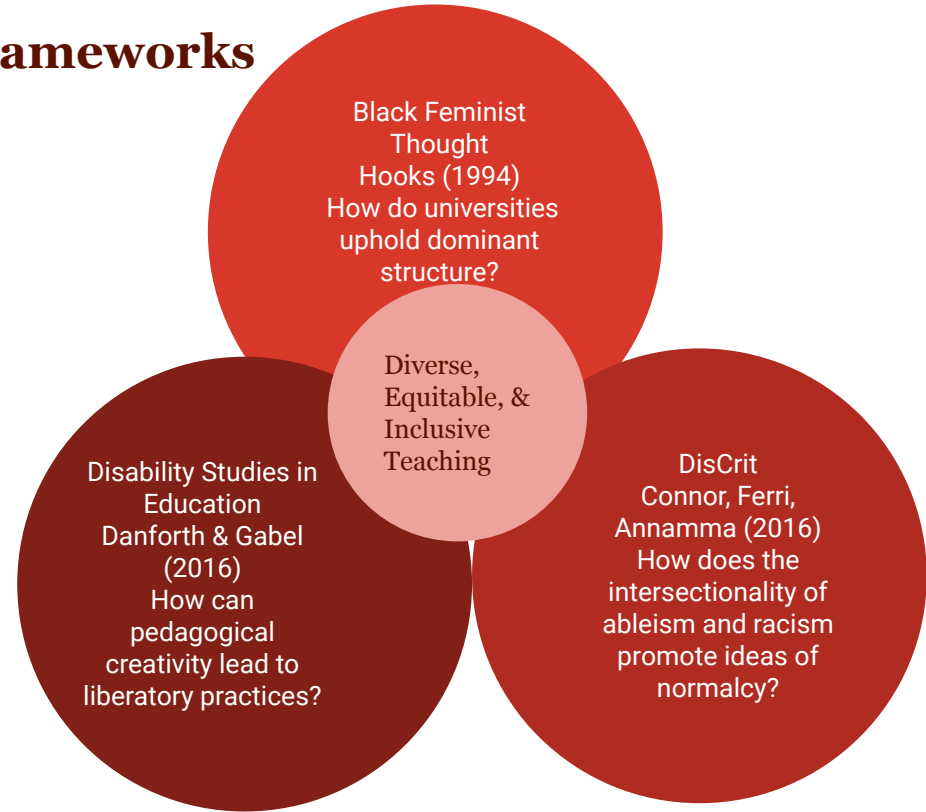 ameworks
Black Feminist
Thought
Hooks (1994)
How do universities
uphold dominant
structure?
Diverse,
Equitable, &
Inclusive
Teaching
Disability Studies in
Education
Danforth & Gabel
(2016)
How can
pedagogical
creativity lead to
liberatory practices?
DisCrit
Connor, Ferri,
Annamma (2016)
How does the
intersectionality of
ableism and racism
promote ideas of
normalcy?